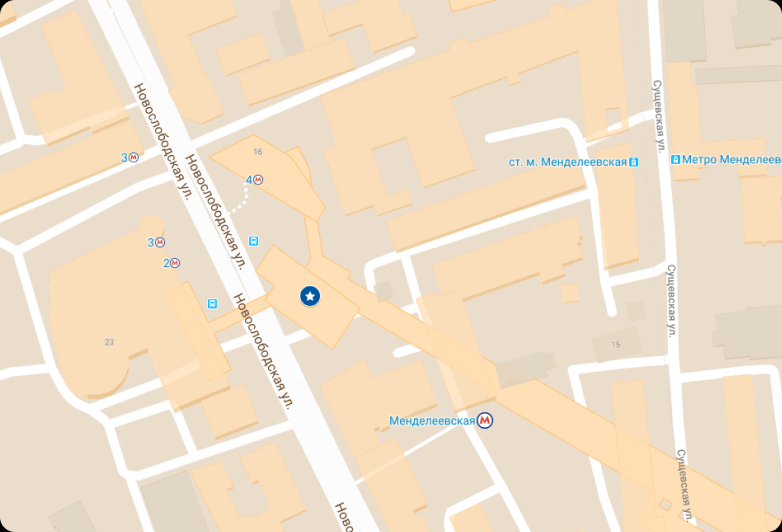 Новослободская ул.
Новослободская ул.
Новослободская ул.
Ново
Сущевская ул.
Сущевская ул.
Сущевская ул.
16
3 М
4 М
ст. м. Менделеевская
Метро Менделеев
3 М
2 М
23
15
Менделеевская М